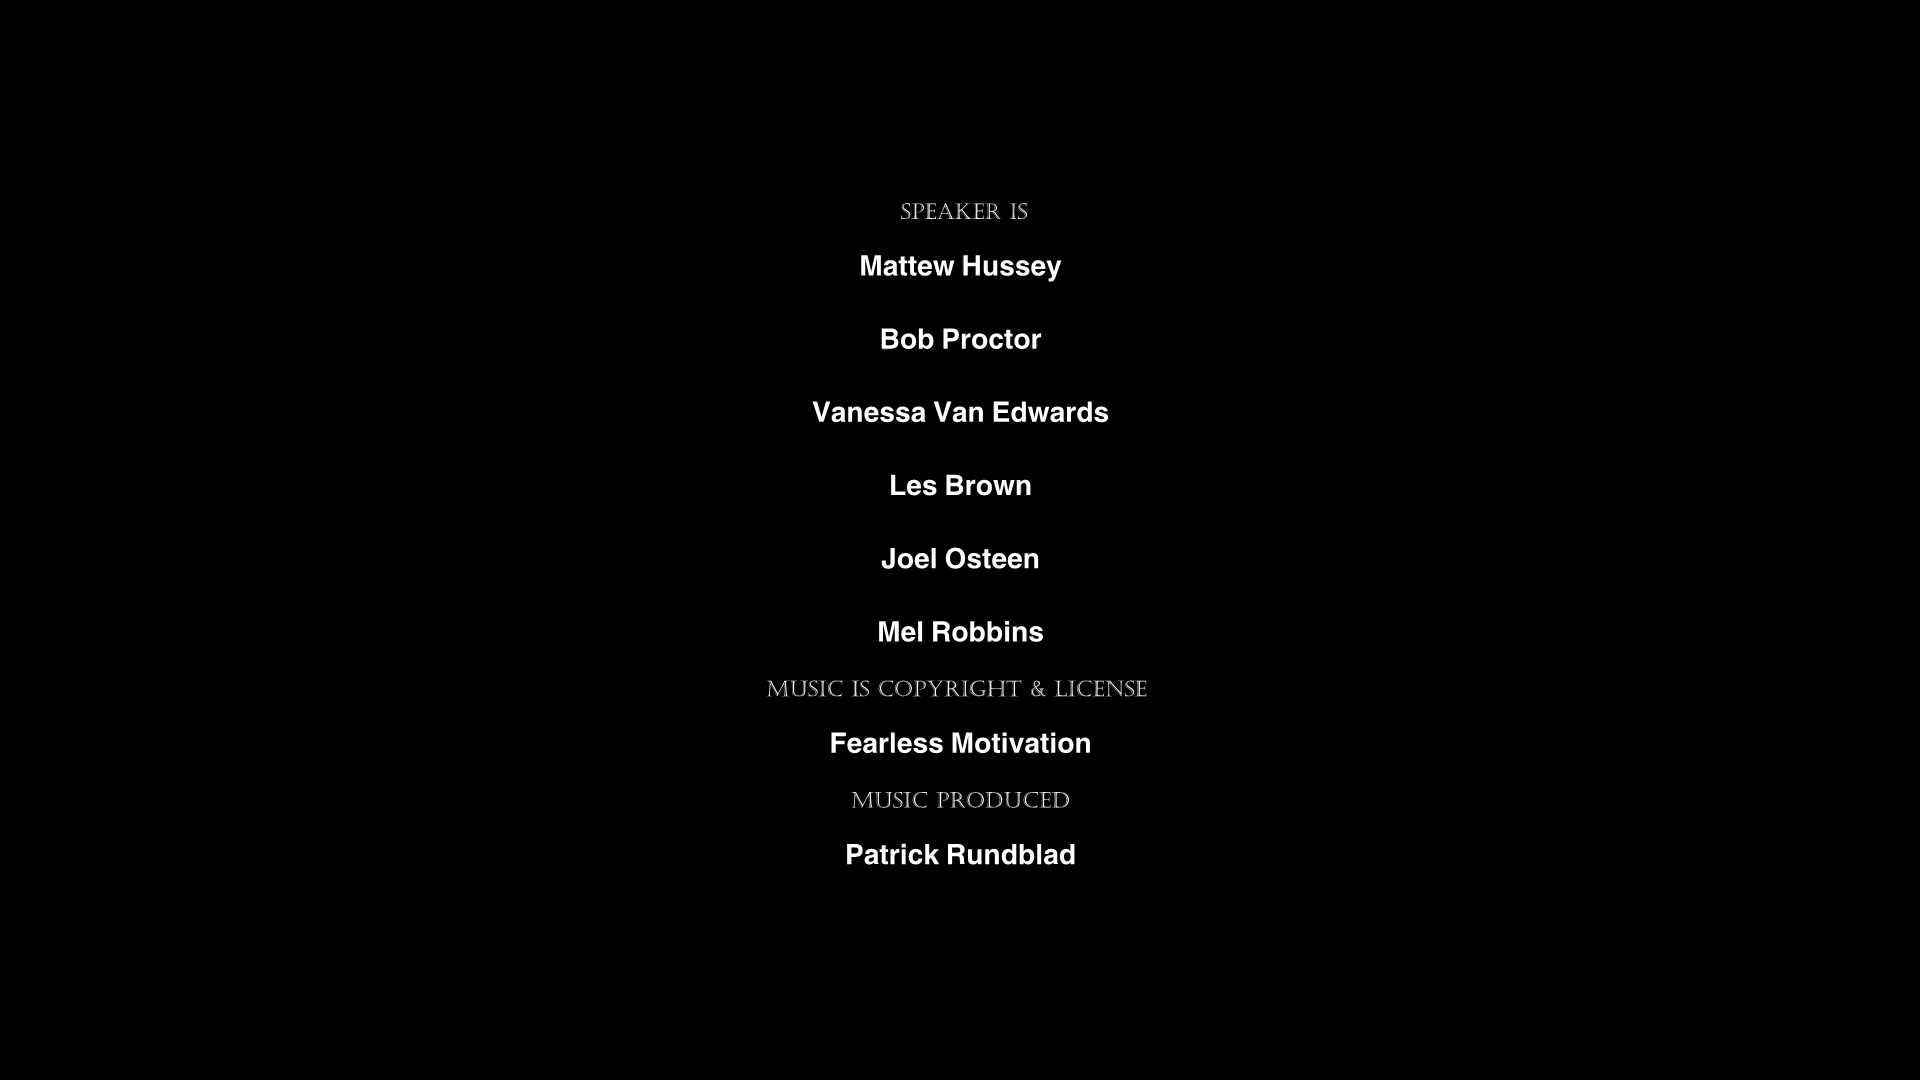 SPEAKER IS
Mattew Hussey
Bob Proctor
Vanessa Van Edwards
Les Brown
Joel Osteen
Mel Robbins
MUSIC IS COPYRIGHT & LICENSE
Fearless Motivation
MUSIC PRODUCED
Patrick Rundblad